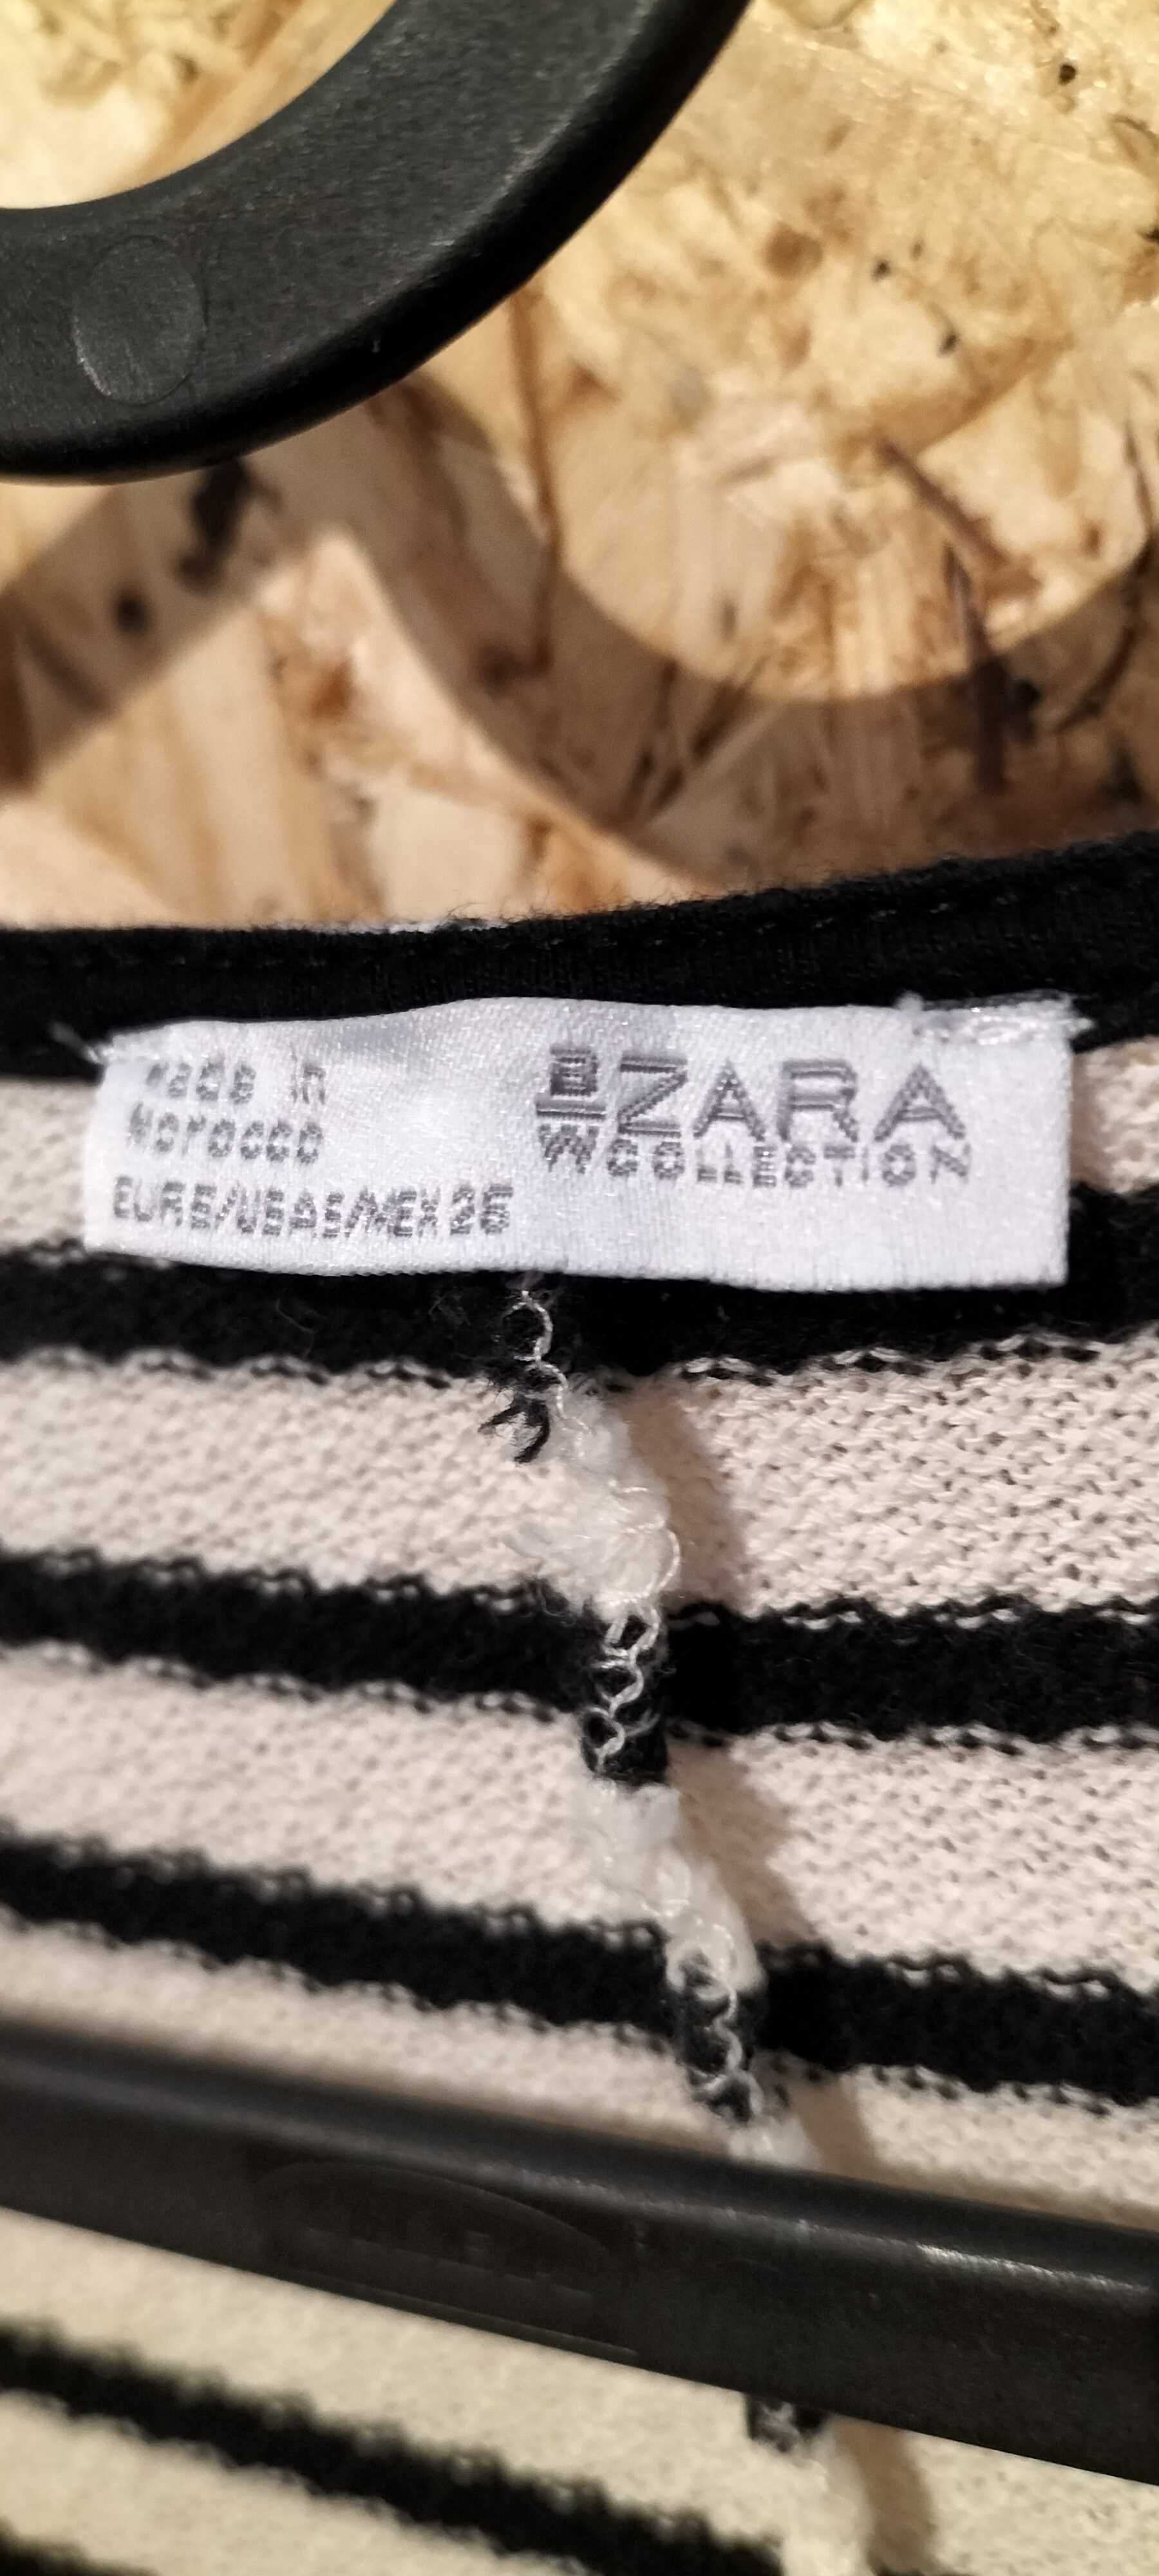 Made in
Morocco
EUR S/USA S/MEX 26
B
W
ZARA
COLLECTION